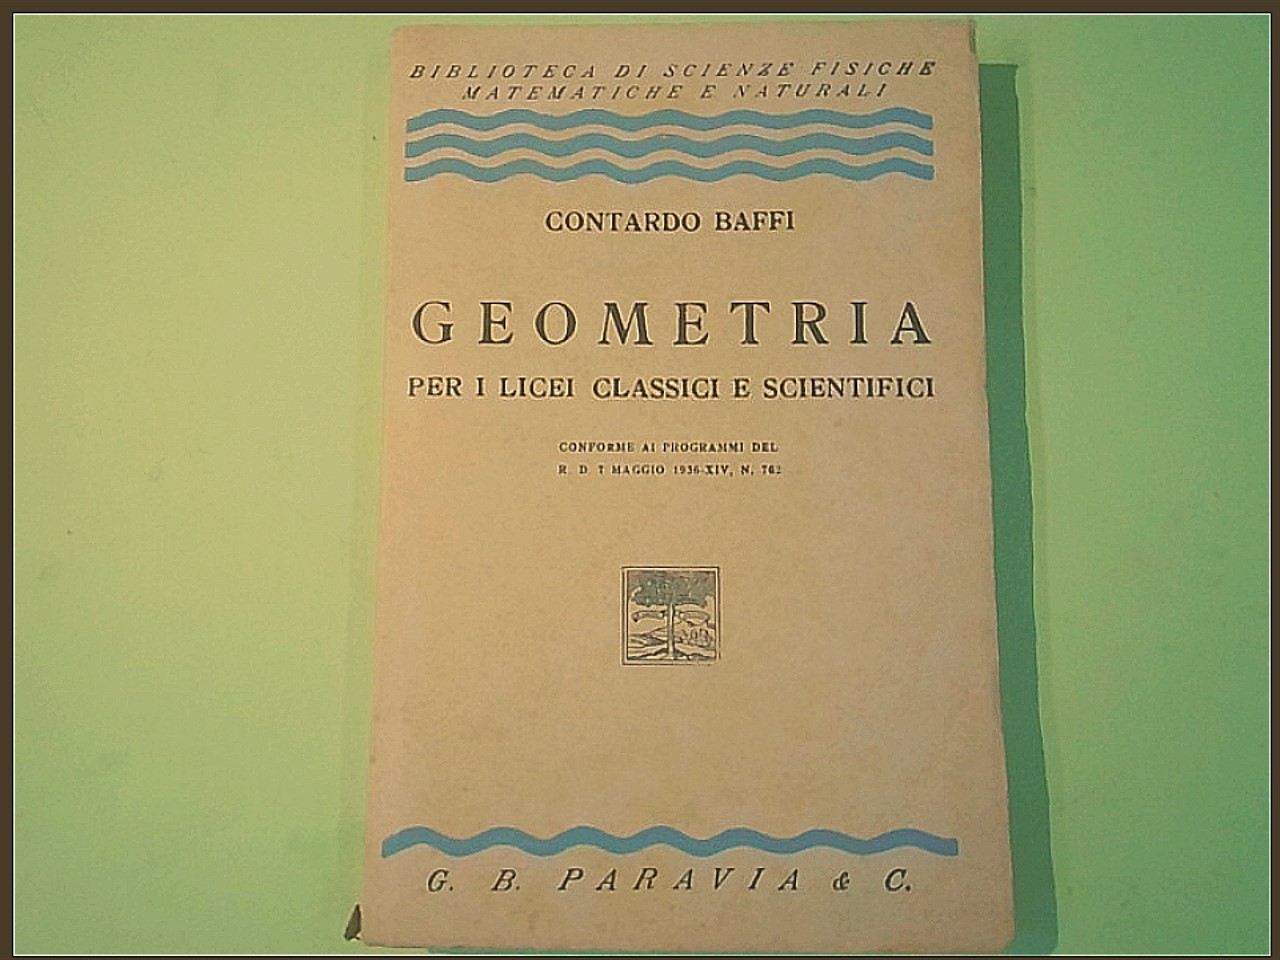 BIBLIOTECA DI SCIENZE FISICHE
MATEMATICHE E NATURALI
CONTARDO BAFFI
GEOMETRIA
PER I LICEI CLASSICI E SCIENTIFICI
CONFORME AI PROGRAMMI DEL
R. D. 7 MAGGIO 1936-XIV, N. 762
G. B. PARAVIA & C.